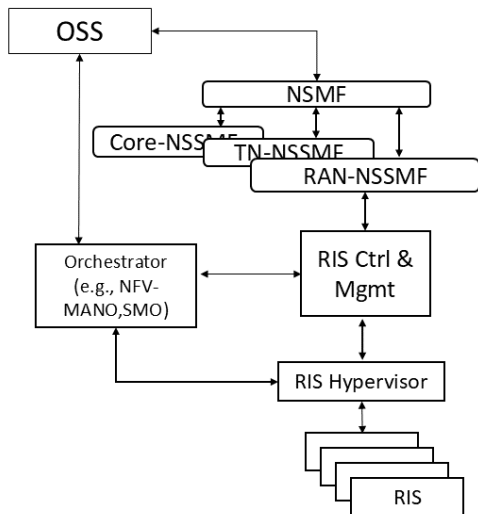 OSS
NSMF
Core-NSSMF
TN-NSSMF
RAN-NSSMF
Orchestrator
(e.g., NFV-
MANO,SMO)
RIS Ctrl &
Mgmt
RIS Hypervisor
RIS